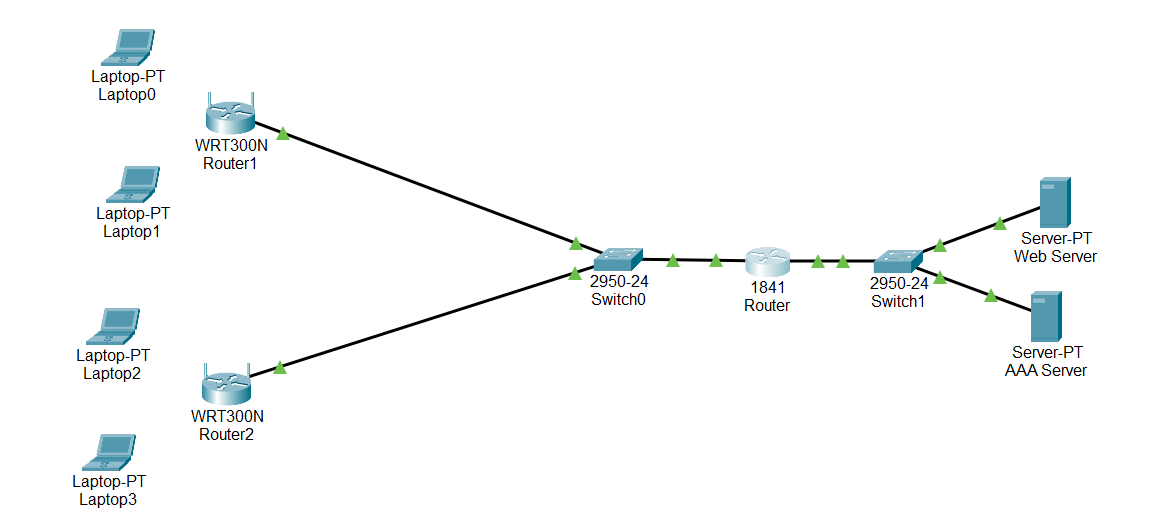 Laptop-PT
Laptop0
WRT300N
Router1
Laptop-PT
Laptop1
2950-24
Switch0
1841
Router
2950-24
Switch1
Server-PT
Web Server
Server-PT
AAA Server
Laptop-PT
Laptop2
WRT300N
Router2
Laptop-PT
Laptop3